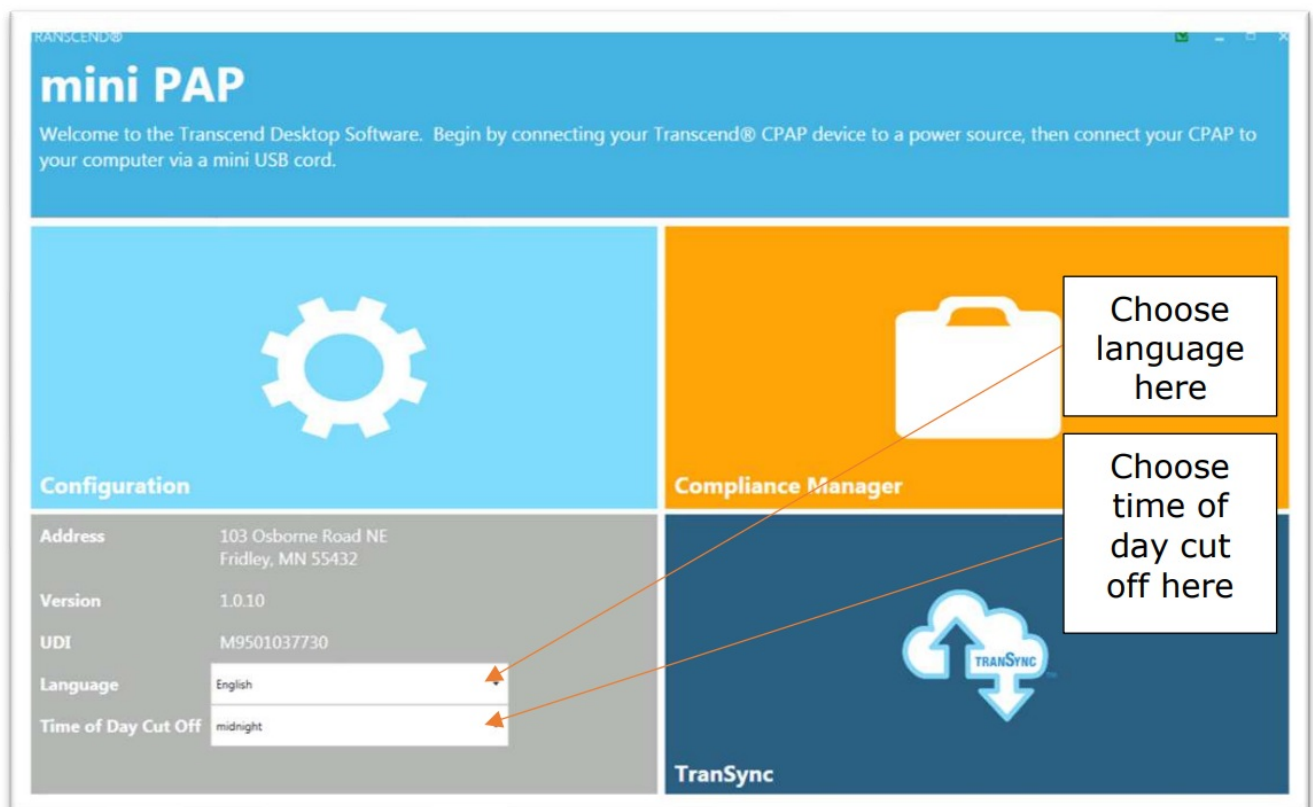 RANSCEND®
mini PAP
Welcome to the Transcend Desktop Software. Begin by connecting your Transcend® CPAP device to a power source, then connect your CPAP to
your computer via a mini USB cord.
Configuration
Compliance Manager
Choose
language
here
Choose
time of
day cut
off here
Address 103 Osborne Road NE
Fridley, MN 55432
Version 1.0.10
UDI M9501037730
Language English
Time of Day Cut Off midnight
TRANSYNC™
TranSync